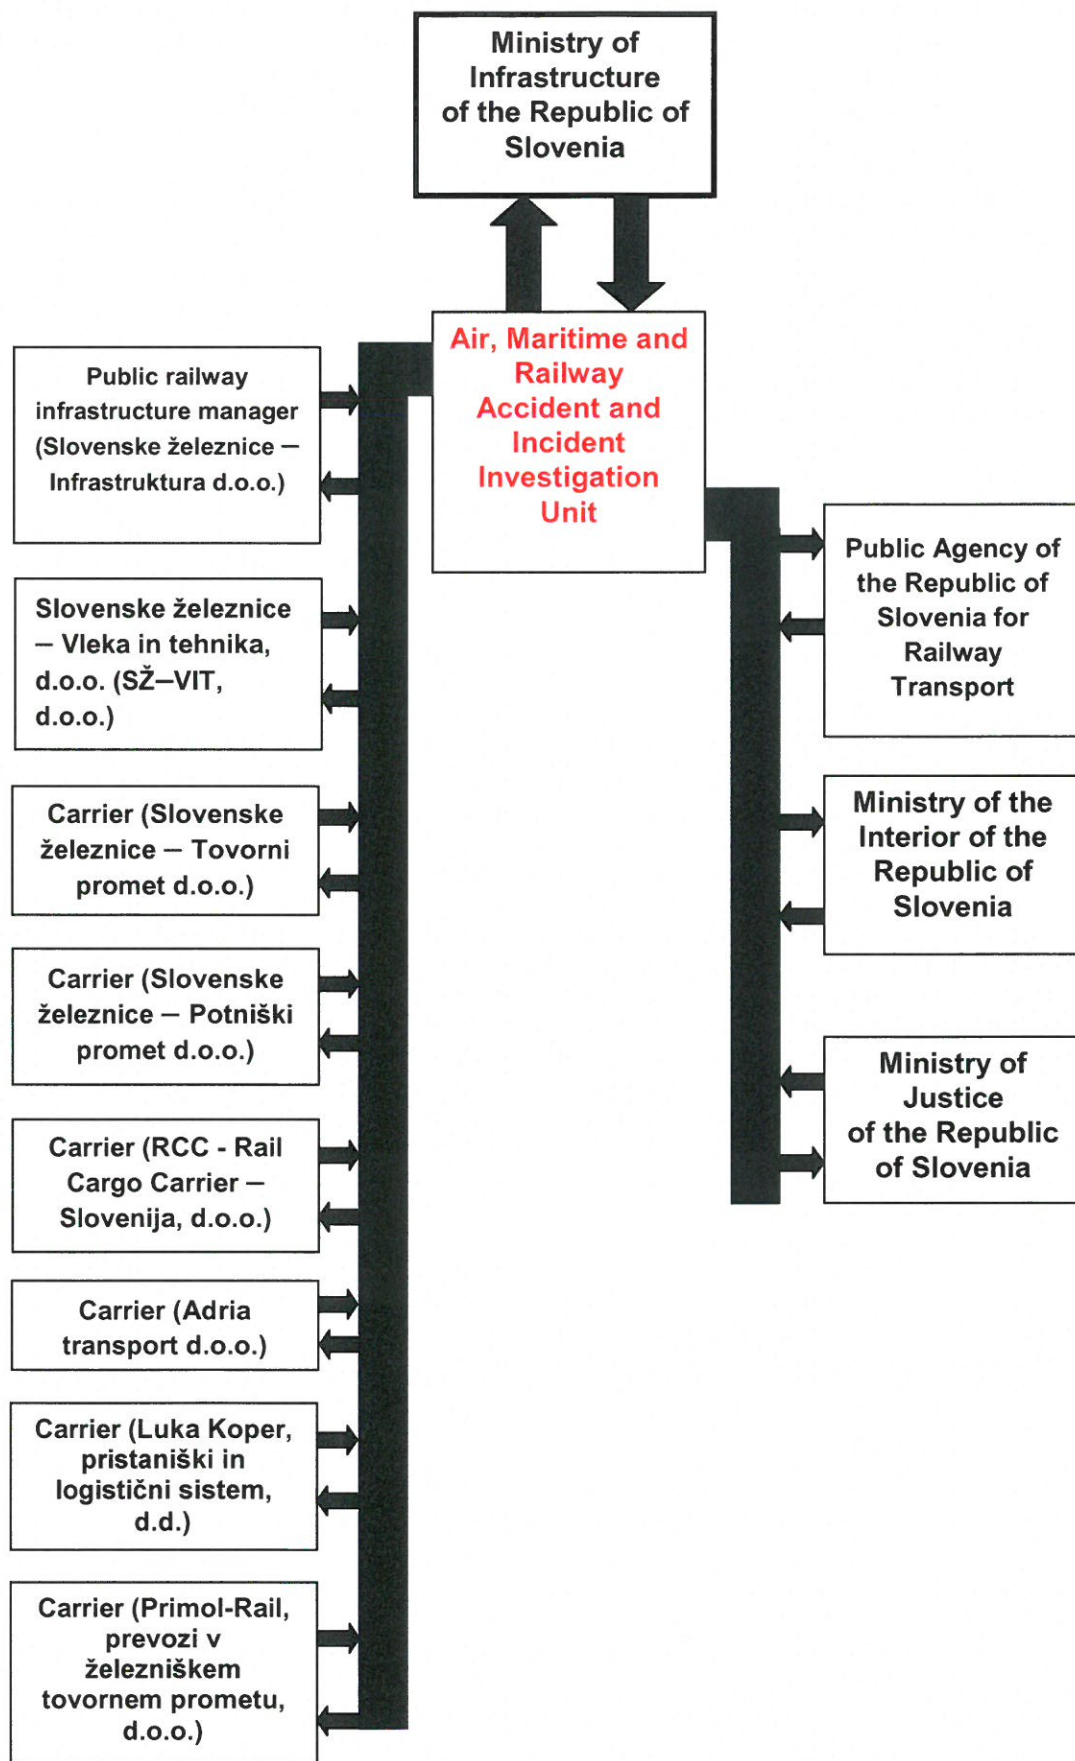 Ministry of
Infrastructure
of the Republic of
Slovenia
Air, Maritime and
Railway
Accident and
Incident
Investigation
Unit
Public railway
infrastructure manager
(Slovenske železnice –
Infrastruktura d.o.o.)
Slovenske železnice
– Vleka in tehnika,
d.o.o. (SŽ–VIT,
d.o.o.)
Carrier (Slovenske
železnice – Tovorni
promet d.o.o.)
Carrier (Slovenske
železnice – Potniški
promet d.o.o.)
Carrier (RCC - Rail
Cargo Carrier –
Slovenija, d.o.o.)
Carrier (Adria
transport d.o.o.)
Carrier (Luka Koper,
pristaniški in
logistični sistem,
d.d.)
Carrier (Primol-Rail,
prevozi v
železniškem
tovornem prometu,
d.o.o.)
Public Agency of
the Republic of
Slovenia for
Railway
Transport
Ministry of the
Interior of the
Republic of
Slovenia
Ministry of
Justice
of the Republic
of Slovenia